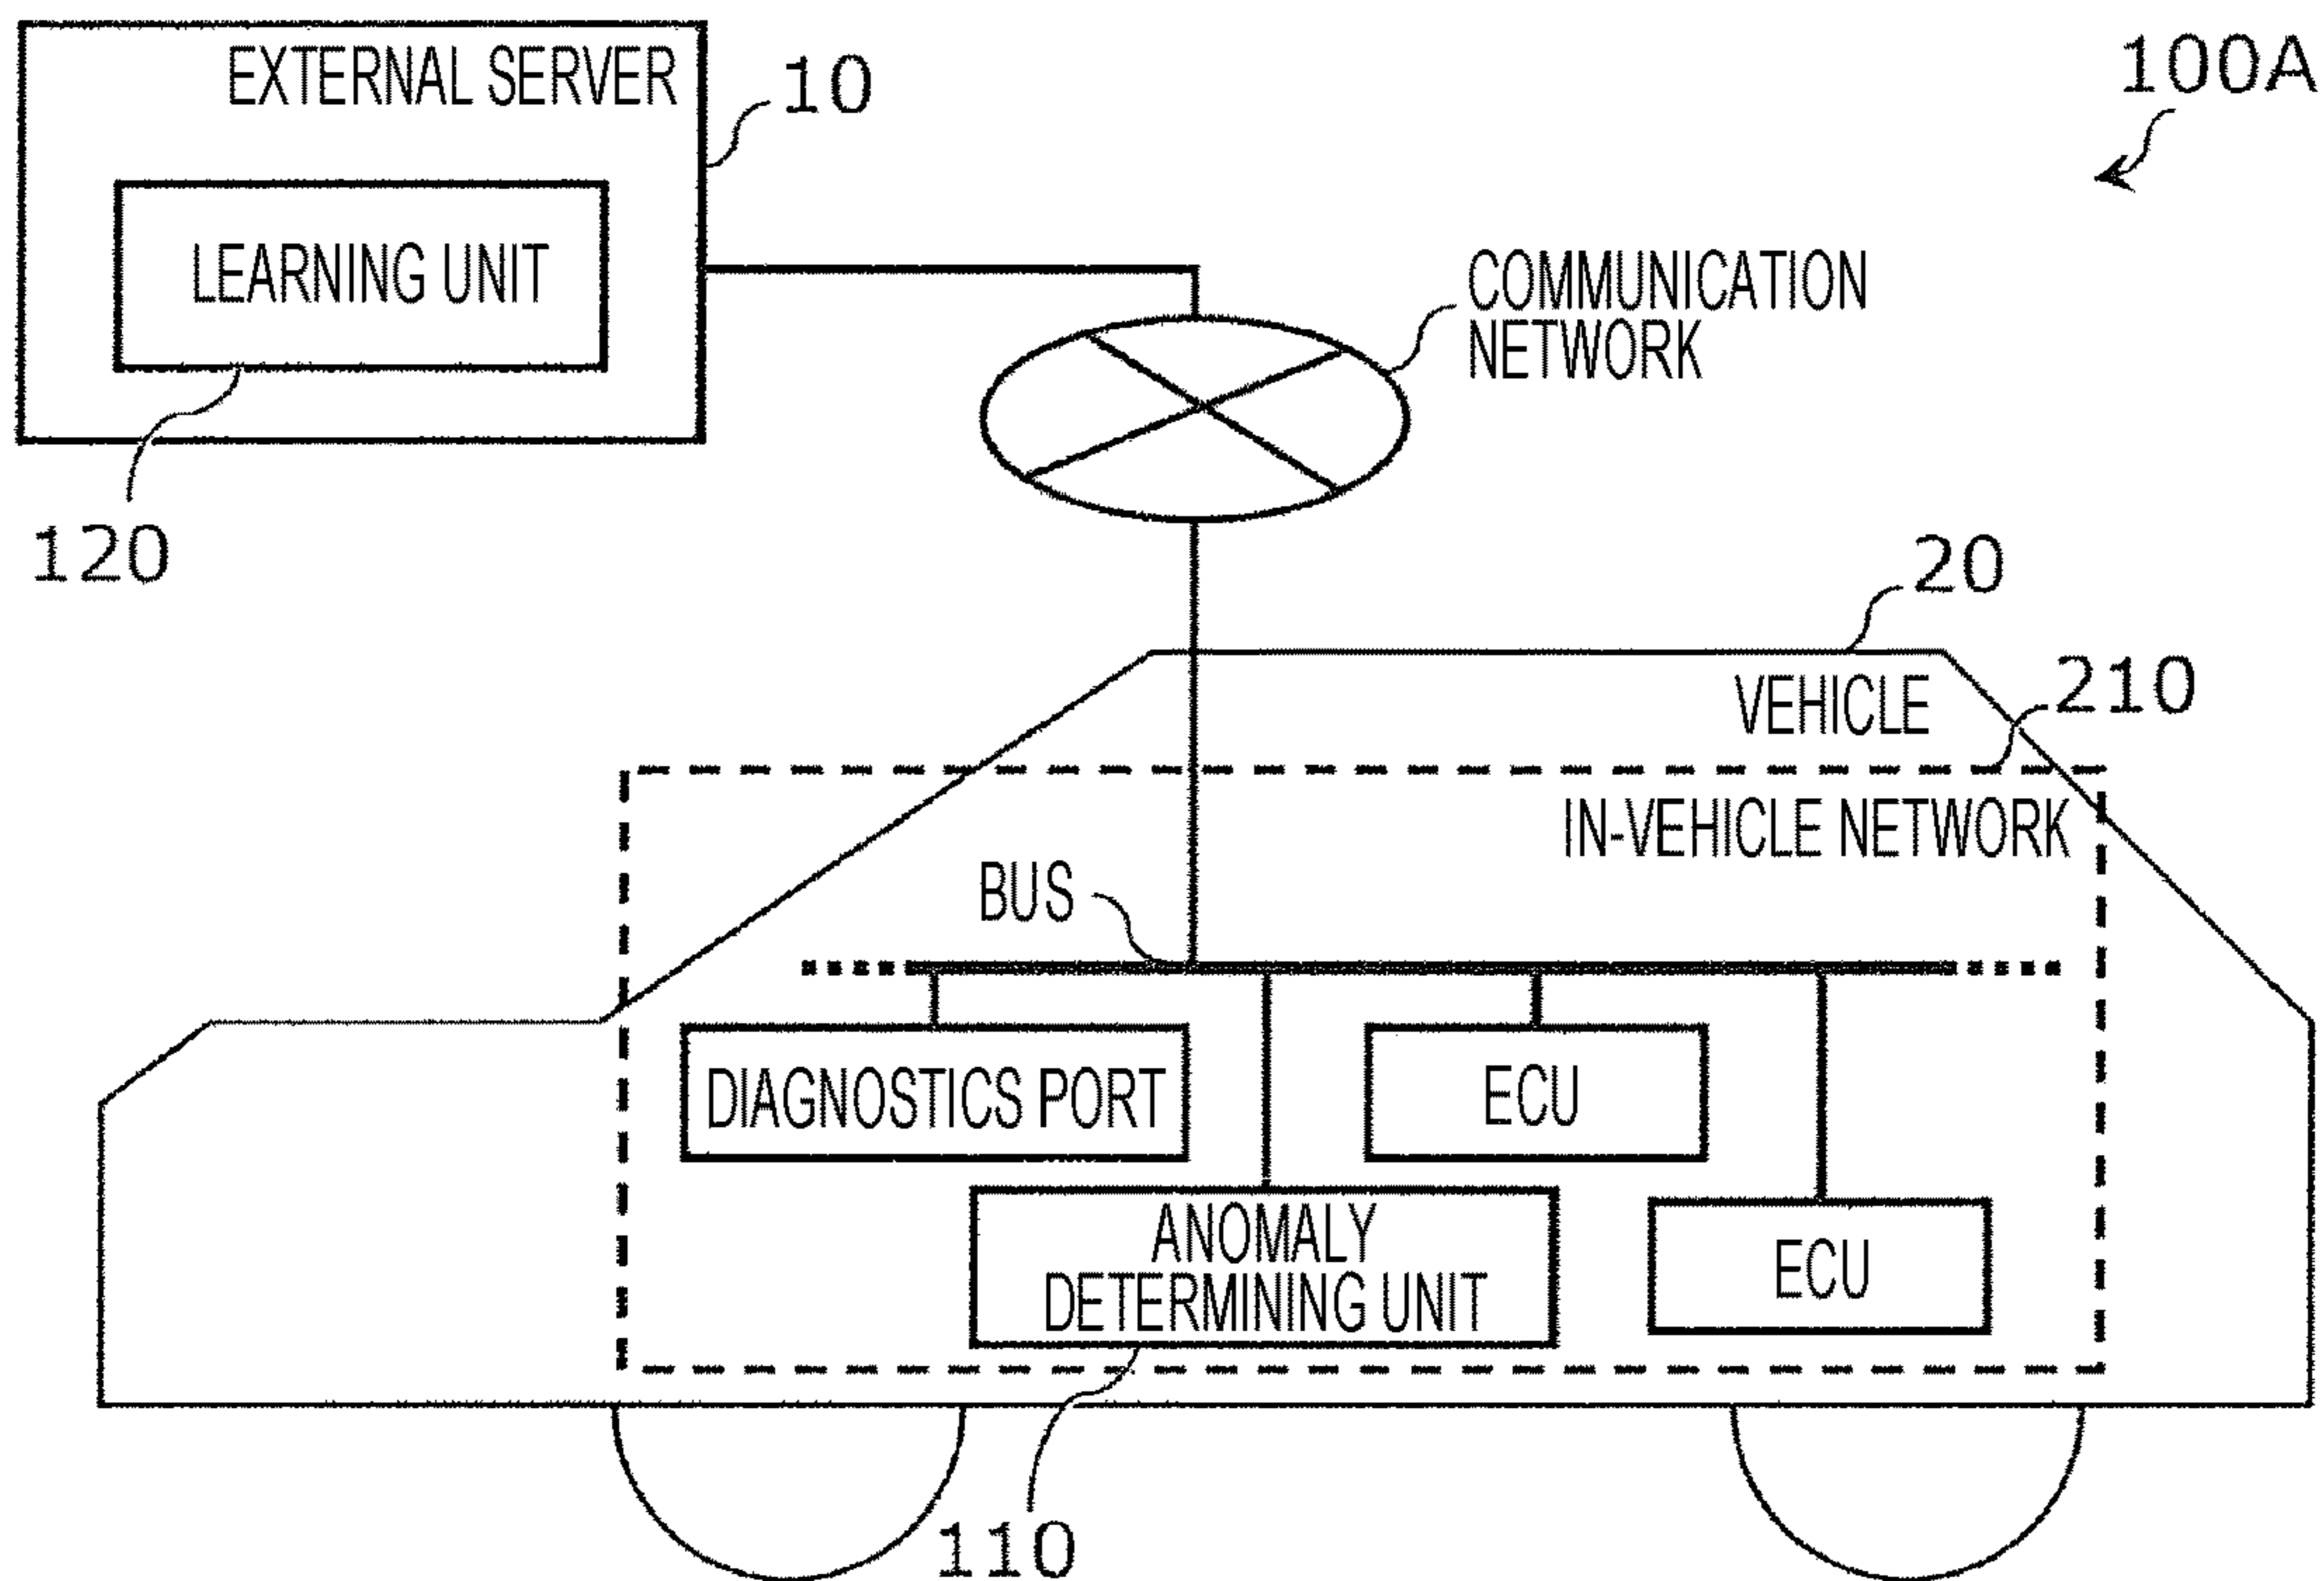 EXTERNAL SERVER
10
100A
LEARNING UNIT
COMMUNICATION
NETWORK
120
20
VEHICLE
210
IN-VEHICLE NETWORK
BUS
DIAGNOSTICS PORT
ECU
ANOMALY
DETERMINING UNIT
ECU
110